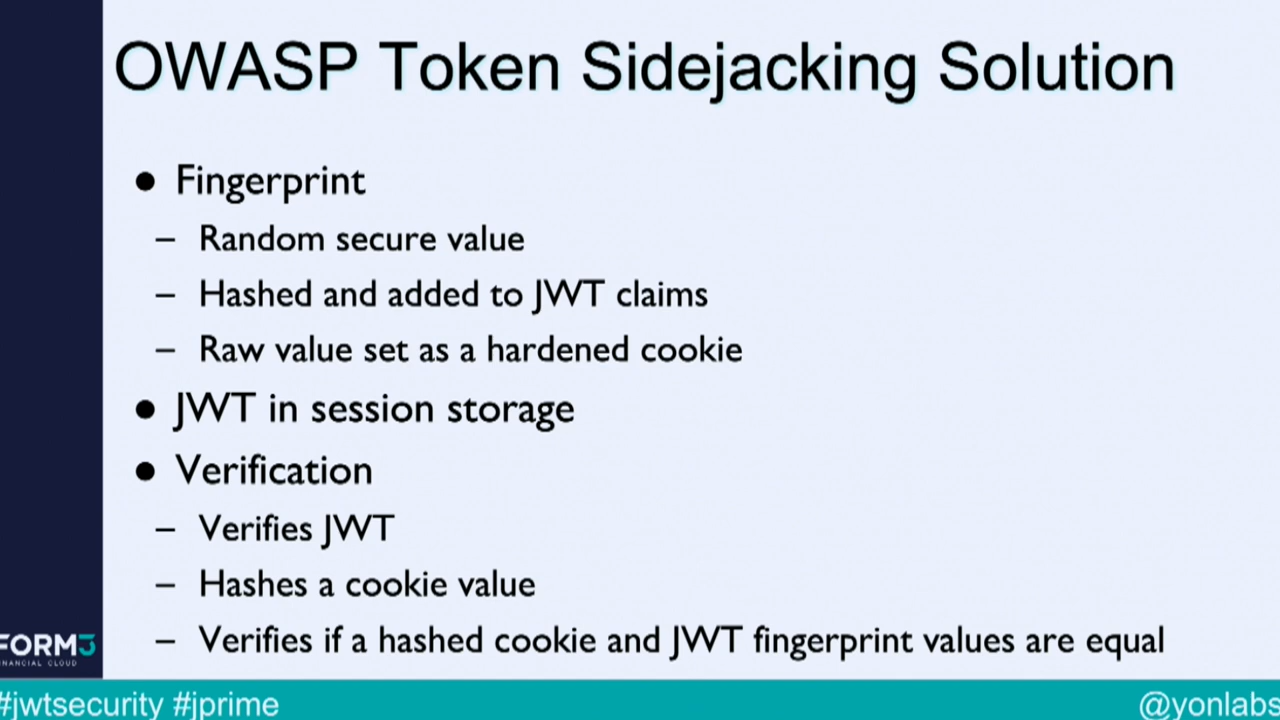 OWASP Token Sidejacking Solution
● Fingerprint
– Random secure value
– Hashed and added to JWT claims
– Raw value set as a hardened cookie
● JWT in session storage
● Verification
– Verifies JWT
– Hashes a cookie value
– Verifies if a hashed cookie and JWT fingerprint values are equal
FORM3
FINANCIAL CLOUD
#jwtsecurity #jprime
@yonlabs